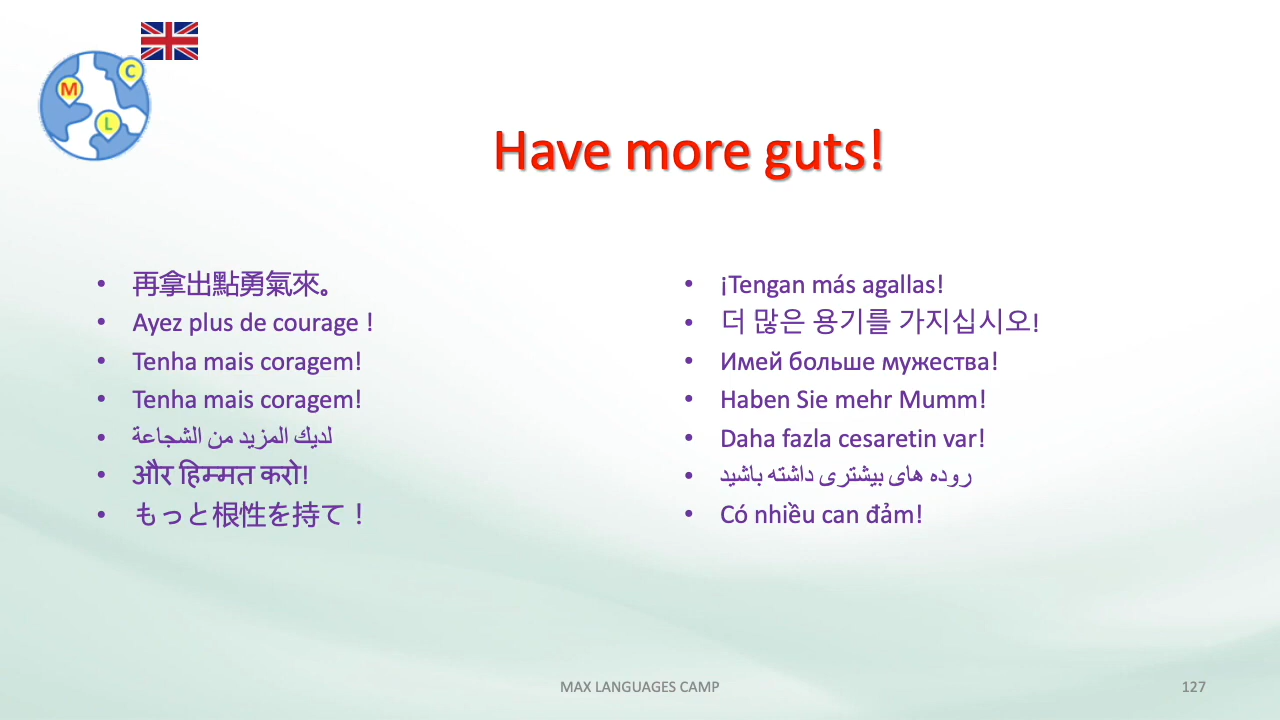 C
M
L
Have more guts!
再拿出點勇氣來。
Ayez plus de courage !
Tenha mais coragem!
Tenha mais coragem!
لديك المزيد من الشجاعة
और हिम्मत करो!
もっと根性を持て！
¡Tengan más agallas!
더 많은 용기를 가지십시오!
Имей больше мужества!
Haben Sie mehr Mumm!
Daha fazla cesaretin var!
روده های بیشتری داشته باشید
Có nhiều can đảm!
MAX LANGUAGES CAMP
127